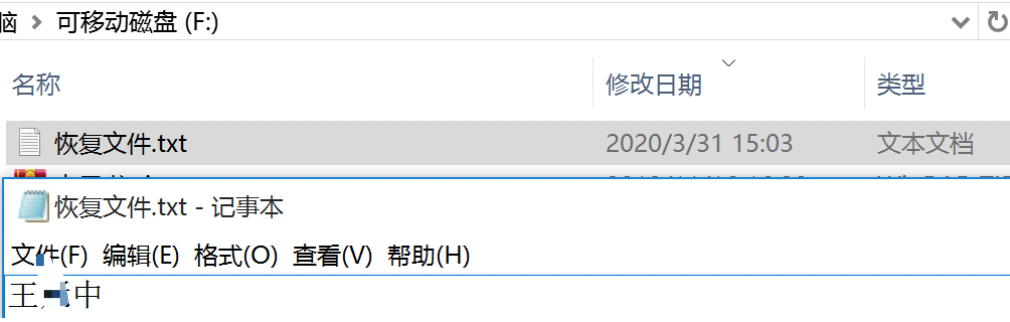 脑 > 可移动磁盘 (F:)
名称 修改日期 类型
恢复文件.txt 2020/3/31 15:03 文本文档
恢复文件.txt - 记事本
文件(F) 编辑(E) 格式(O) 查看(V) 帮助(H)
王 中